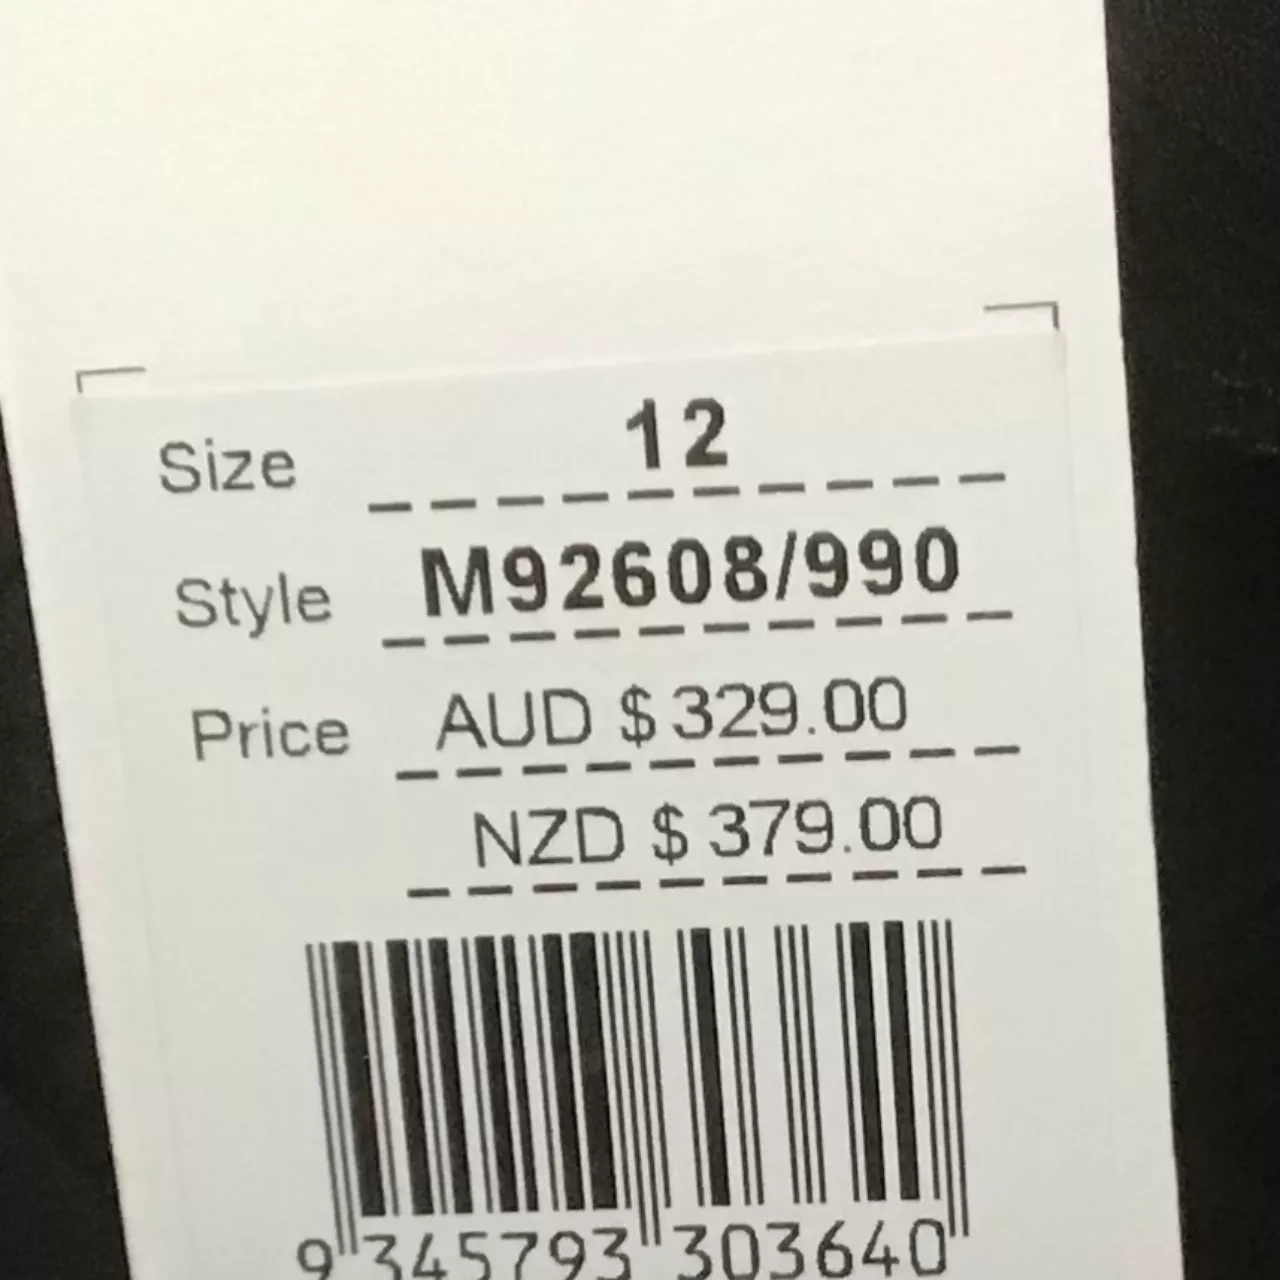 Size 12
Style M92608/990
Price AUD $329.00
NZD $379.00
9 345793 303640